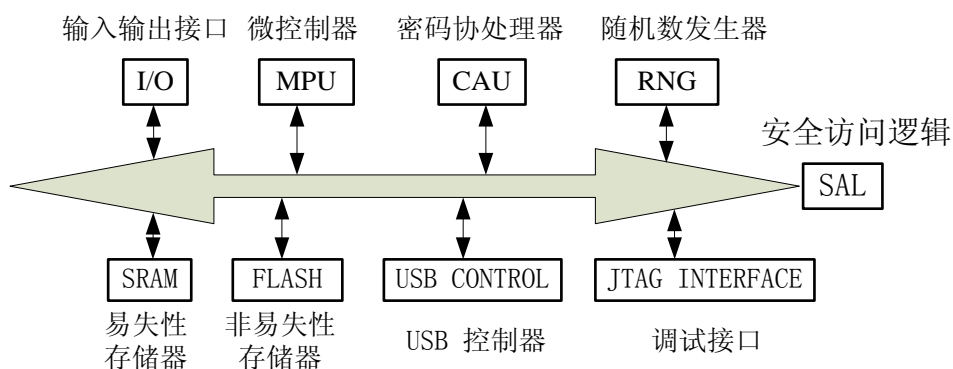 输入输出接口 微控制器 密码协处理器 随机数发生器
I/O MPU CAU RNG
安全访问逻辑
SAL
SRAM FLASH USB CONTROL JTAG INTERFACE
易失性 非易失性
存储器 存储器
USB 控制器 调试接口